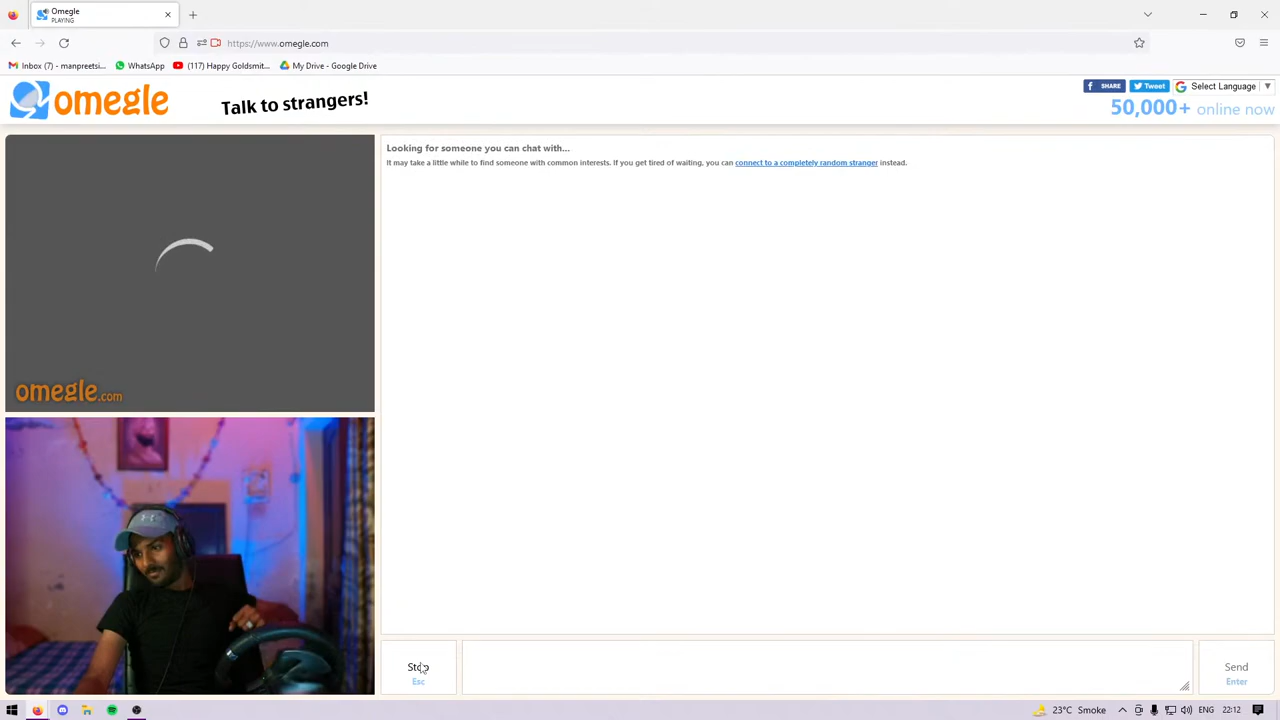 Omegle
PLAYING
https://www.omegle.com
Inbox (7) - manpreetsi...
WhatsApp
(117) Happy Goldsmit...
My Drive - Google Drive
omegle
Talk to strangers!
SHARE
Tweet
Select Language
50,000+ online now
Looking for someone you can chat with...
It may take a little while to find someone with common interests. If you get tired of waiting, you can connect to a completely random stranger instead.
omegle.com
Stop
Esc
Send
Enter
23°C Smoke
ENG
22:12